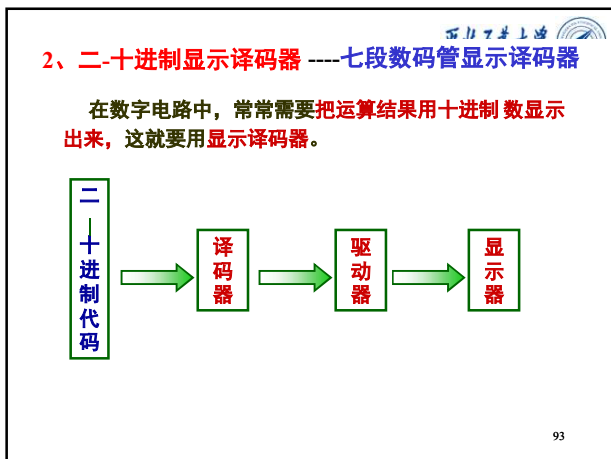 2、二-十进制显示译码器 ----七段数码管显示译码器
在数字电路中，常常需要把运算结果用十进制 数显示
出来，这就要用显示译码器。
二-十进制代码
译码器
驱动器
显示器
93